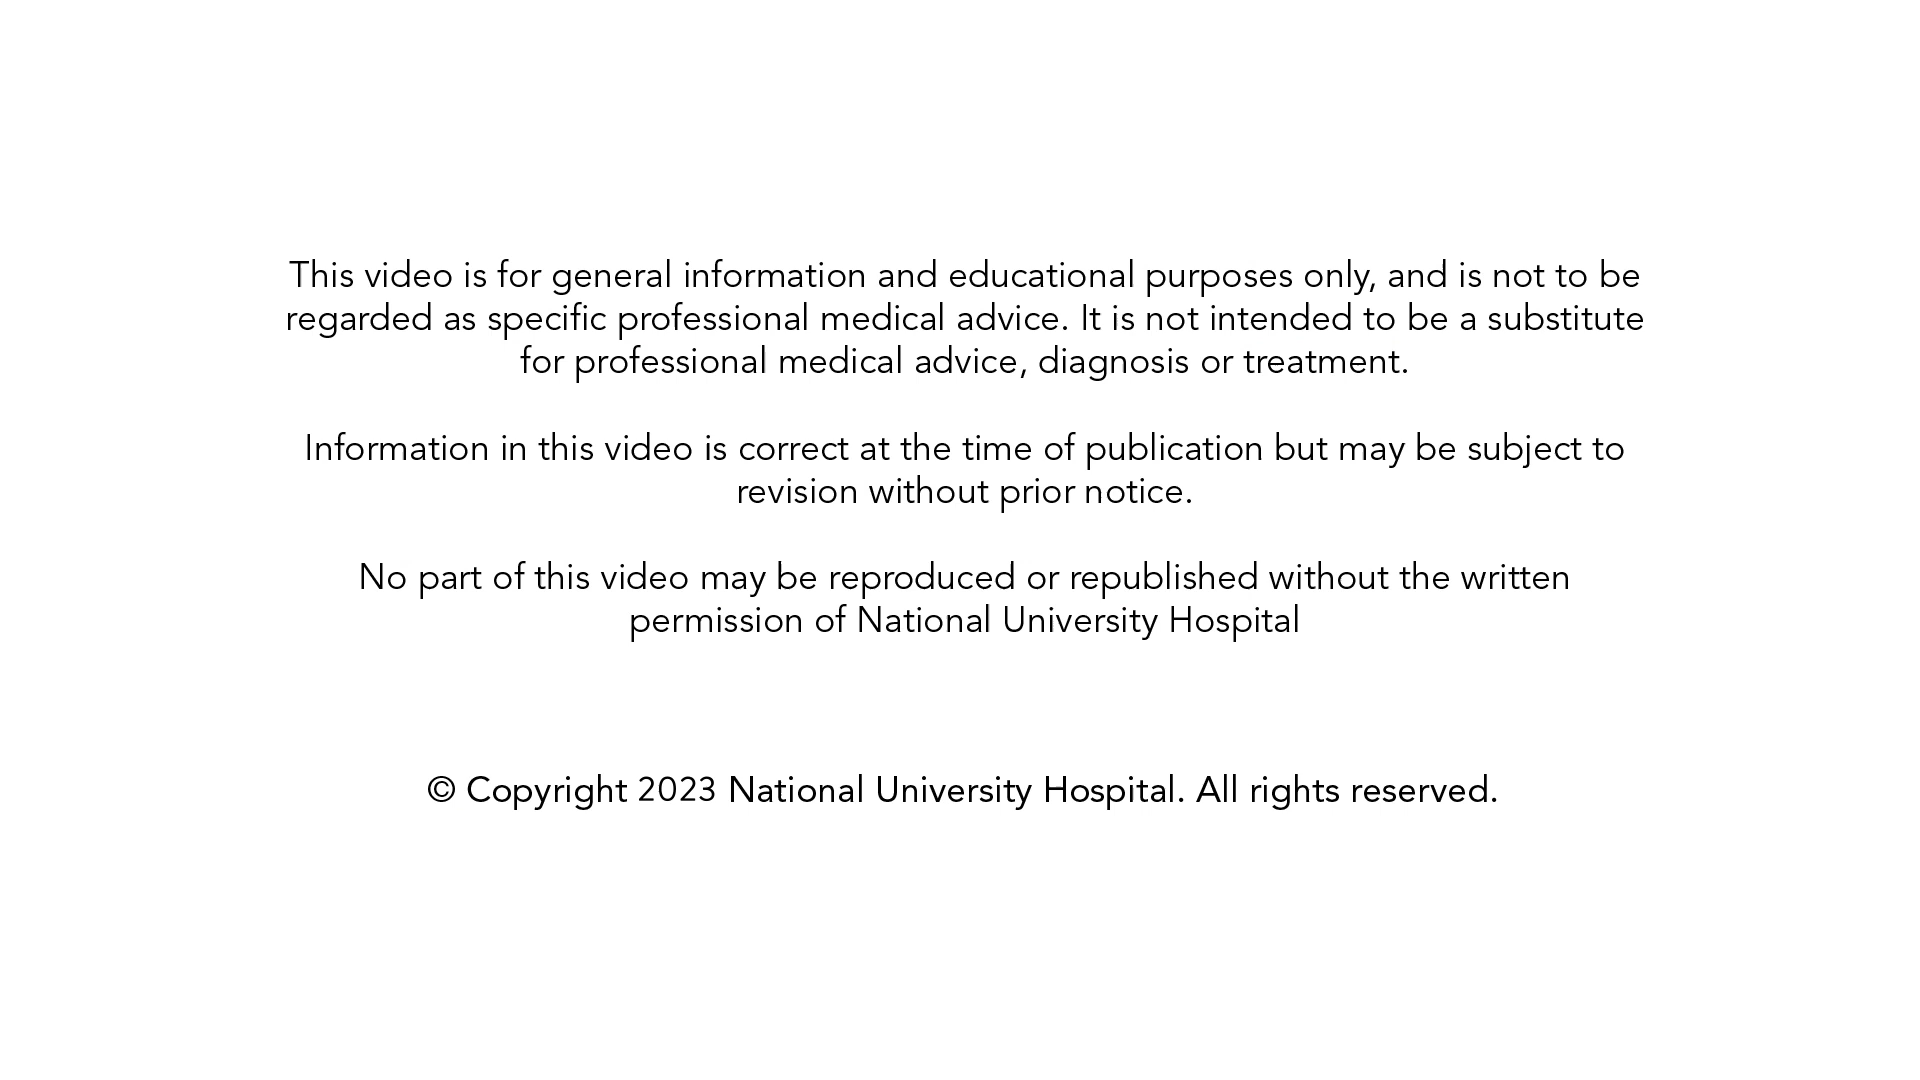 This video is for general information and educational purposes only, and is not to be
regarded as specific professional medical advice. It is not intended to be a substitute
for professional medical advice, diagnosis or treatment.
Information in this video is correct at the time of publication but may be subject to
revision without prior notice.
No part of this video may be reproduced or republished without the written
permission of National University Hospital
© Copyright 2023 National University Hospital. All rights reserved.